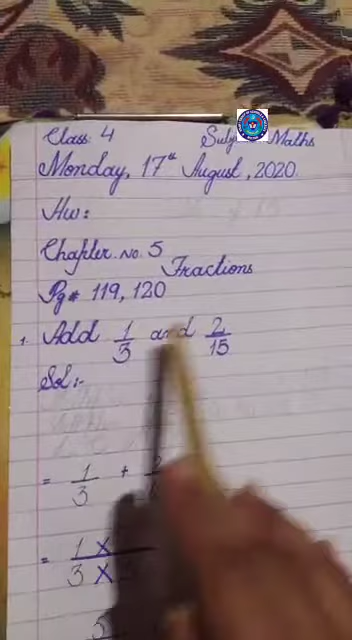 Class: 4 Maths
Monday, 17th August, 2020.
Hw:
Chapter. no. 5
Fractions
Pg# 119, 120
1. Add 1/3 and 2/15
Sol:-
= 1/3 +
= 1 × / 3 ×
5